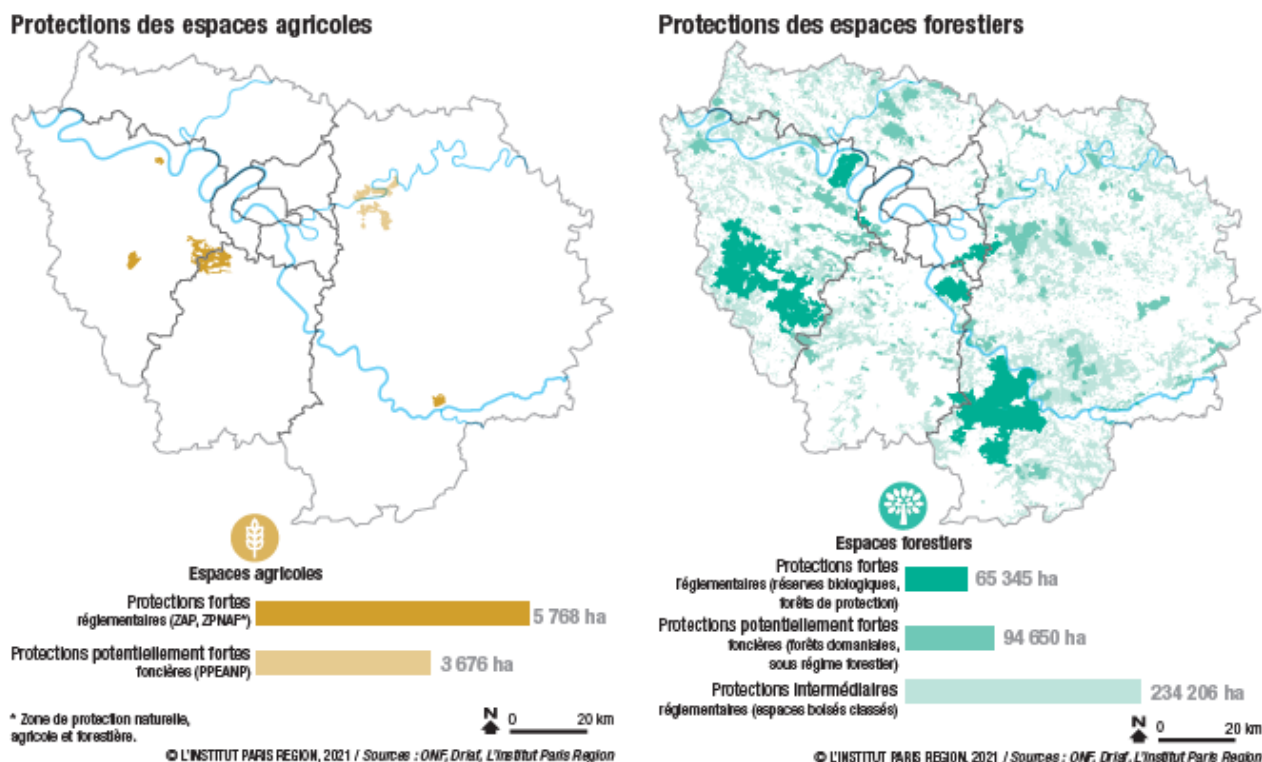 Protections des espaces agricoles
Espaces agricoles
Protections fortes
réglementaires (ZAP, ZPNAF*)
5 768 ha
Protections potentiellement fortes
foncières (PPEANP)
3 676 ha
* Zone de protection naturelle,
agricole et forestière.
N
0 20 km
© L'INSTITUT PARIS REGION, 2021 / Sources : ONF, Driaf, L'Institut Paris Region
Protections des espaces forestiers
Espaces forestiers
Protections fortes
réglementaires (réserves biologiques,
forêts de protection)
65 345 ha
Protections potentiellement fortes
foncières (forêts domaniales,
sous régime forestier)
94 650 ha
Protections intermédiaires
réglementaires (espaces boisés classés)
234 206 ha
N
0 20 km
© L'INSTITUT PARIS REGION, 2021 / Sources : ONF, Driaf, L'Institut Paris Region